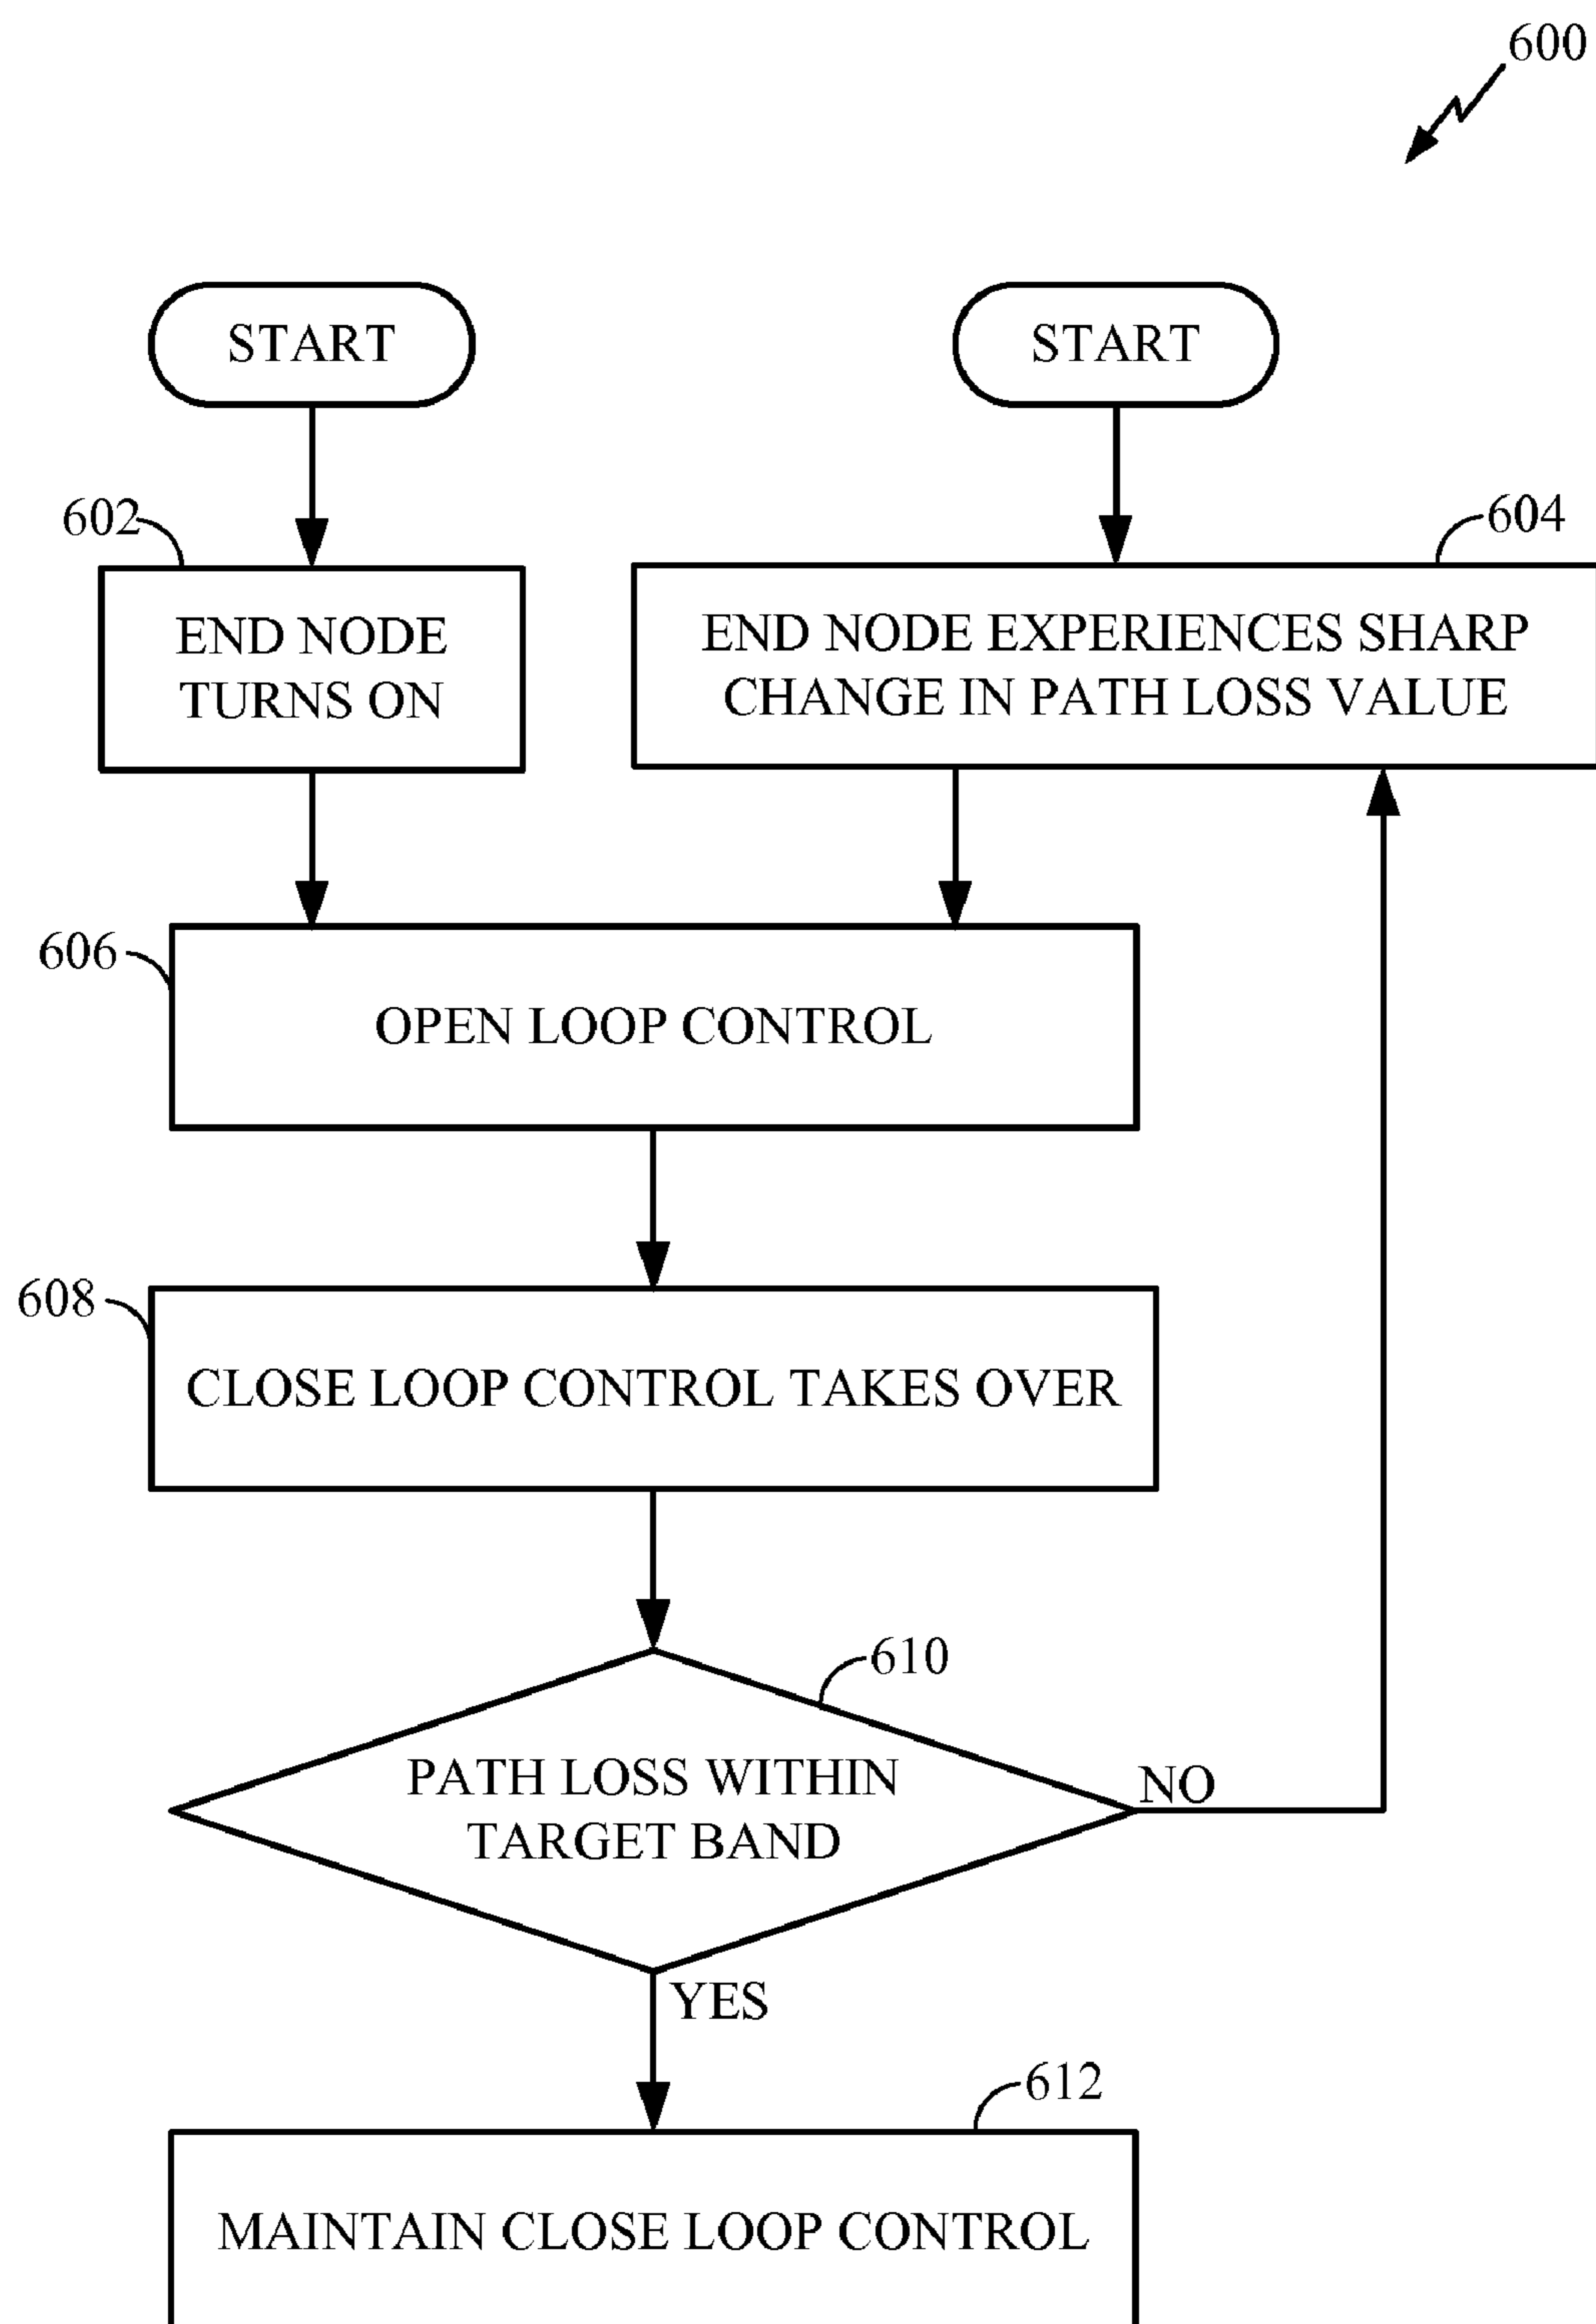 600
START
START
602
604
END NODE
TURNS ON
END NODE EXPERIENCES SHARP
CHANGE IN PATH LOSS VALUE
606
OPEN LOOP CONTROL
608
CLOSE LOOP CONTROL TAKES OVER
610
PATH LOSS WITHIN
TARGET BAND
NO
YES
612
MAINTAIN CLOSE LOOP CONTROL